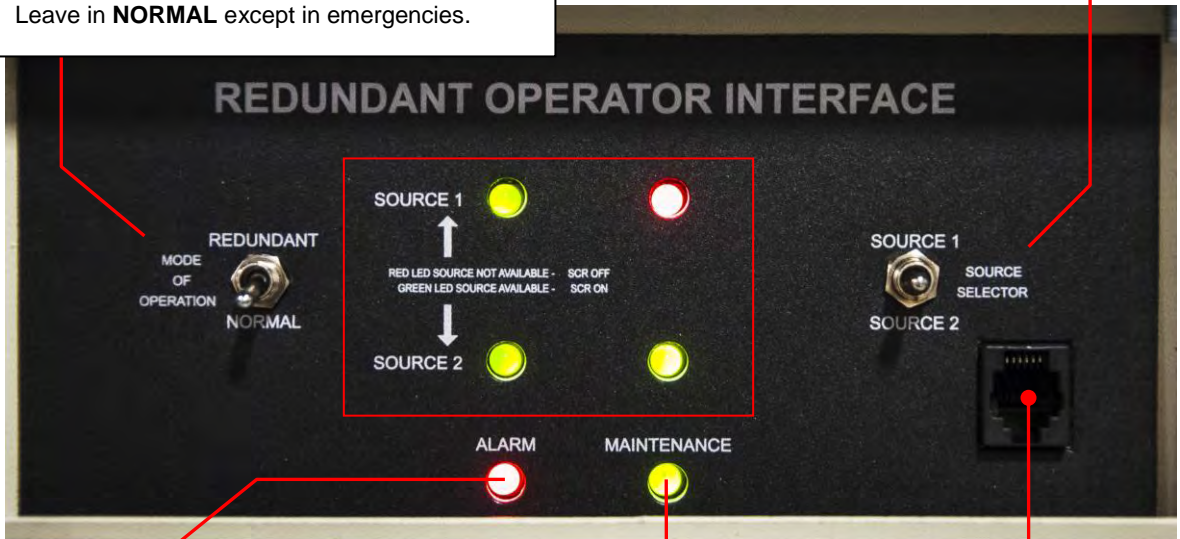 Leave in NORMAL except in emergencies.
REDUNDANT OPERATOR INTERFACE
SOURCE 1
REDUNDANT
MODE
OF
OPERATION
NORMAL
RED LED SOURCE NOT AVAILABLE - SCR OFF
GREEN LED SOURCE AVAILABLE - SCR ON
SOURCE 2
SOURCE 1
SOURCE
SELECTOR
SOURCE 2
ALARM
MAINTENANCE